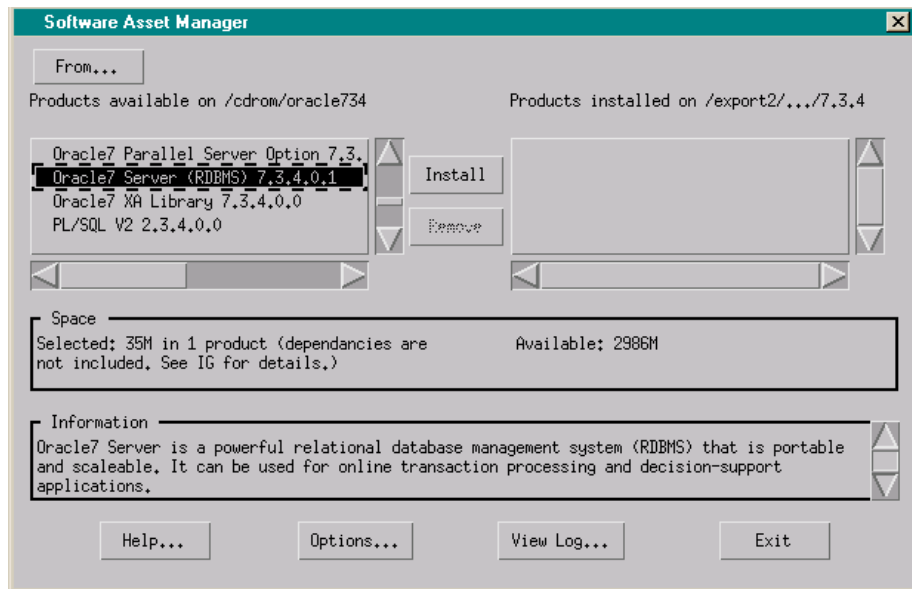 Software Asset Manager
From...
Products available on /cdrom/oracle734
Products installed on /export2/.../7.3.4
Oracle7 Parallel Server Option 7.3.
Oracle7 Server (RDBMS) 7.3.4.0.1
Oracle7 XA Library 7.3.4.0.0
PL/SQL V2 2.3.4.0.0
Install
Remove
Space
Selected: 35M in 1 product (dependancies are
not included. See IG for details.)
Available: 2986M
Information
Oracle7 Server is a powerful relational database management system (RDBMS) that is portable
and scaleable. It can be used for online transaction processing and decision-support
applications.
Help...
Options...
View Log...
Exit